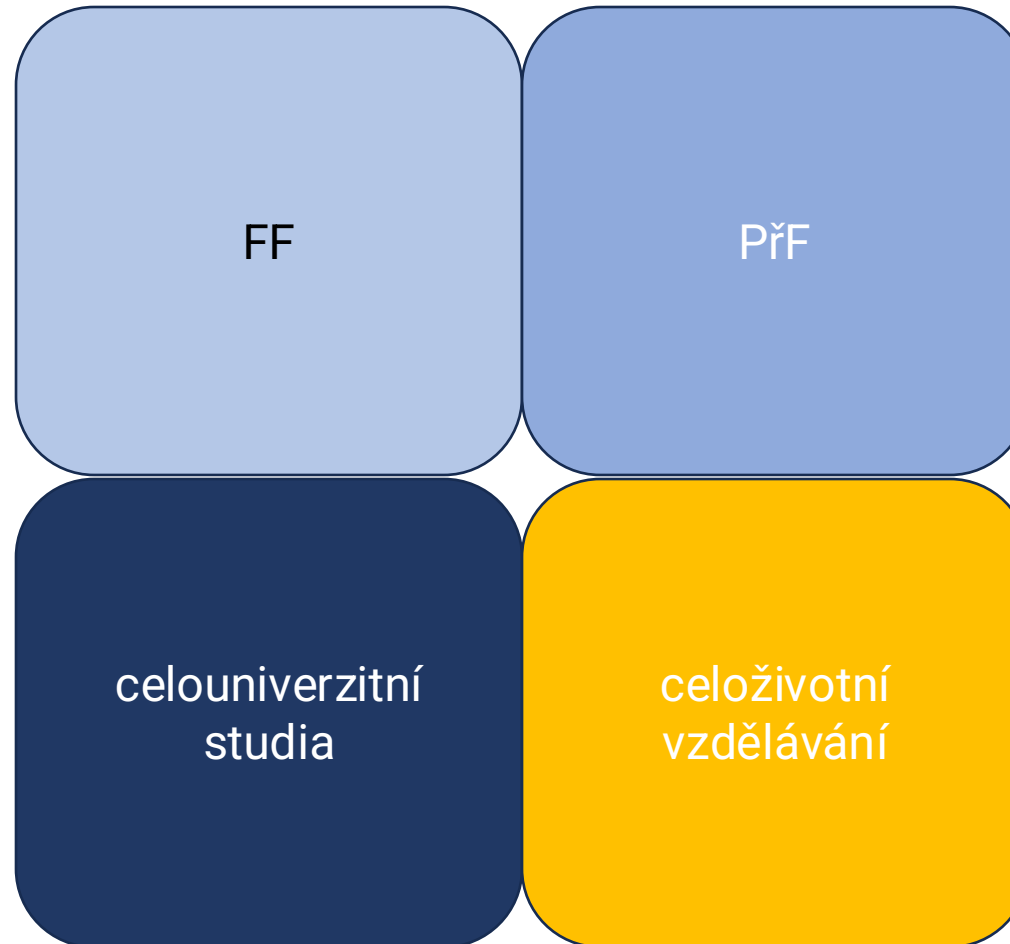 FF
PřF
celouniverzitní
studia
celoživotní
vzdělávání